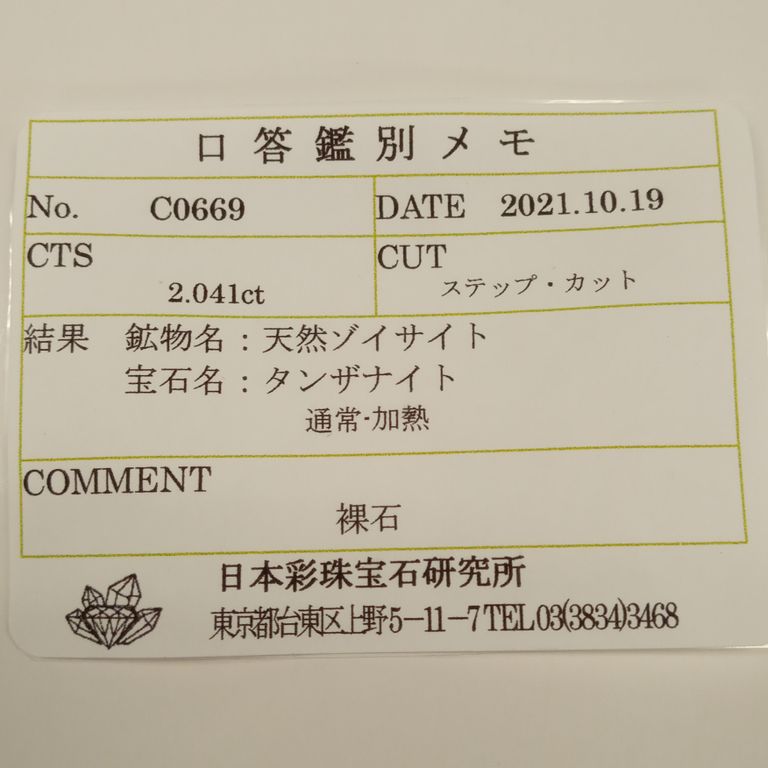 口答鑑別メモ
No. C0669 DATE 2021.10.19
CTS CUT
2.041ct ステップ・カット
結果 鉱物名：天然ゾイサイト
宝石名：タンザナイト
通常・加熱
COMMENT
裸石
日本彩珠宝石研究所
東京都台東区上野5－11－7 TEL 03(3834)3468